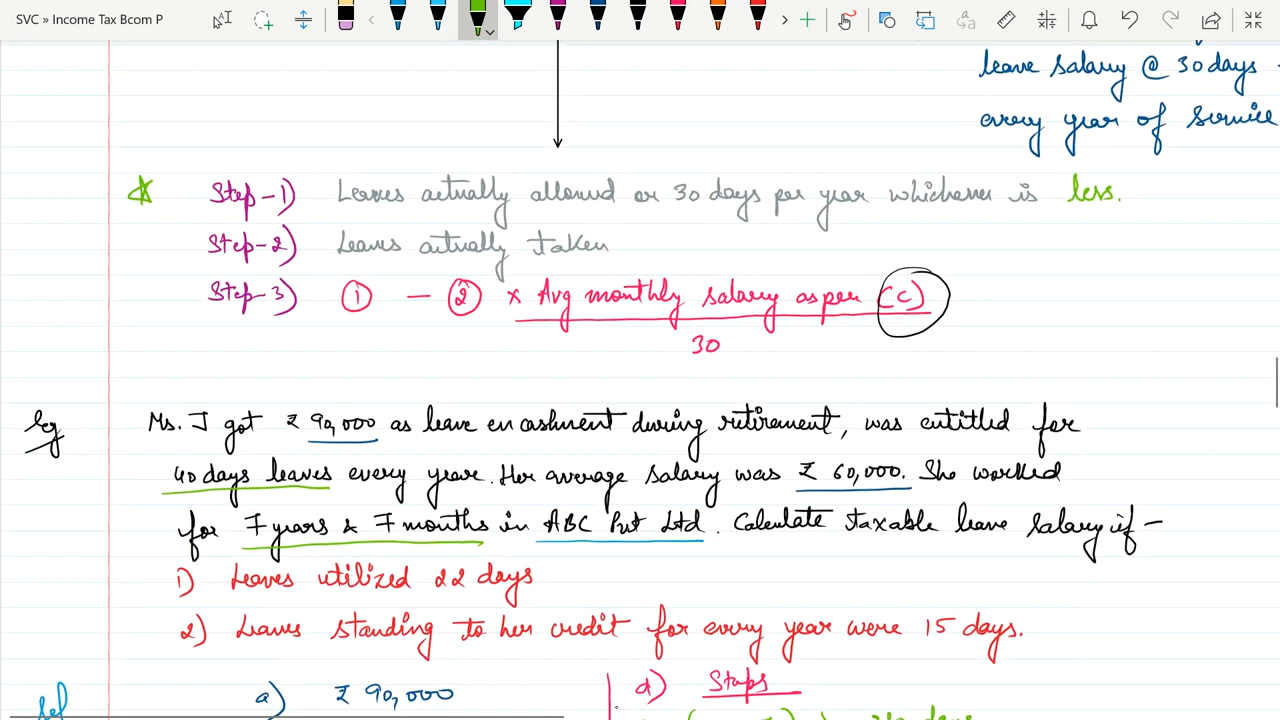 SVC » Income Tax Bcom P
leave salary @ 30 days
every year of service
Step-1) Leaves actually allowed or 30 days per year whichever is less.
Step-2) Leaves actually taken
Step-3) ① — ② x Avg monthly salary as per (C)
30
eg Ms. J got ₹ 90,000 as leave encashment during retirement, was entitled for
40 days leaves every year. Her average salary was ₹ 60,000. She worked
for 7 years & 7 months in ABC Pvt Ltd. Calculate taxable leave salary if —
1) Leaves utilized 22 days
2) Leaves standing to her credit for every year were 15 days.
a) ₹ 90,000
d) Steps